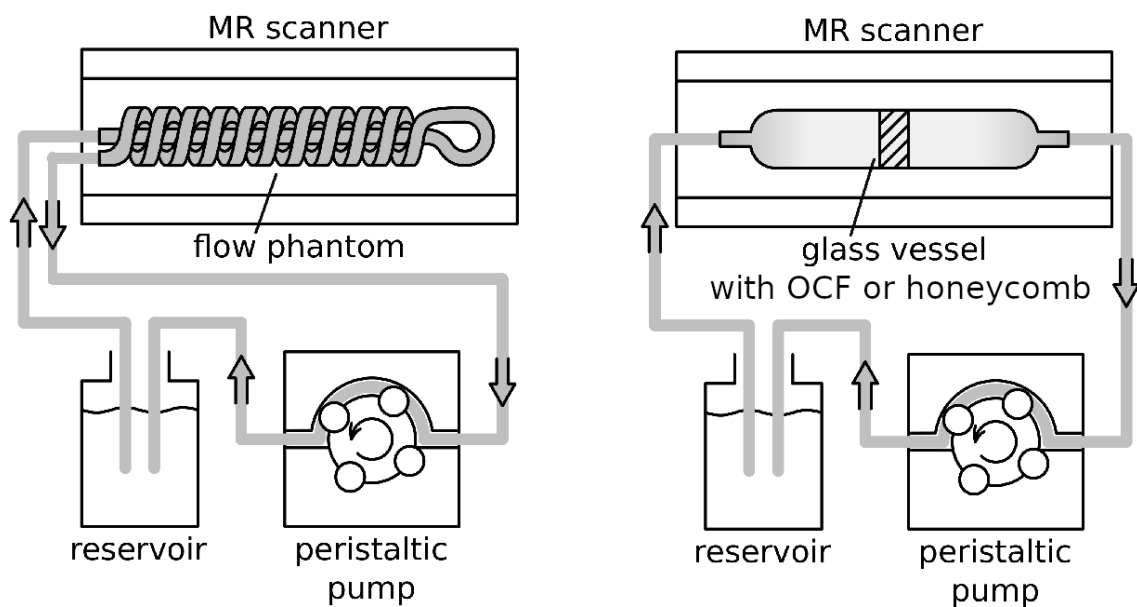 MR scanner
flow phantom
reservoir
peristaltic
pump
MR scanner
glass vessel
with OCF or honeycomb
reservoir
peristaltic
pump